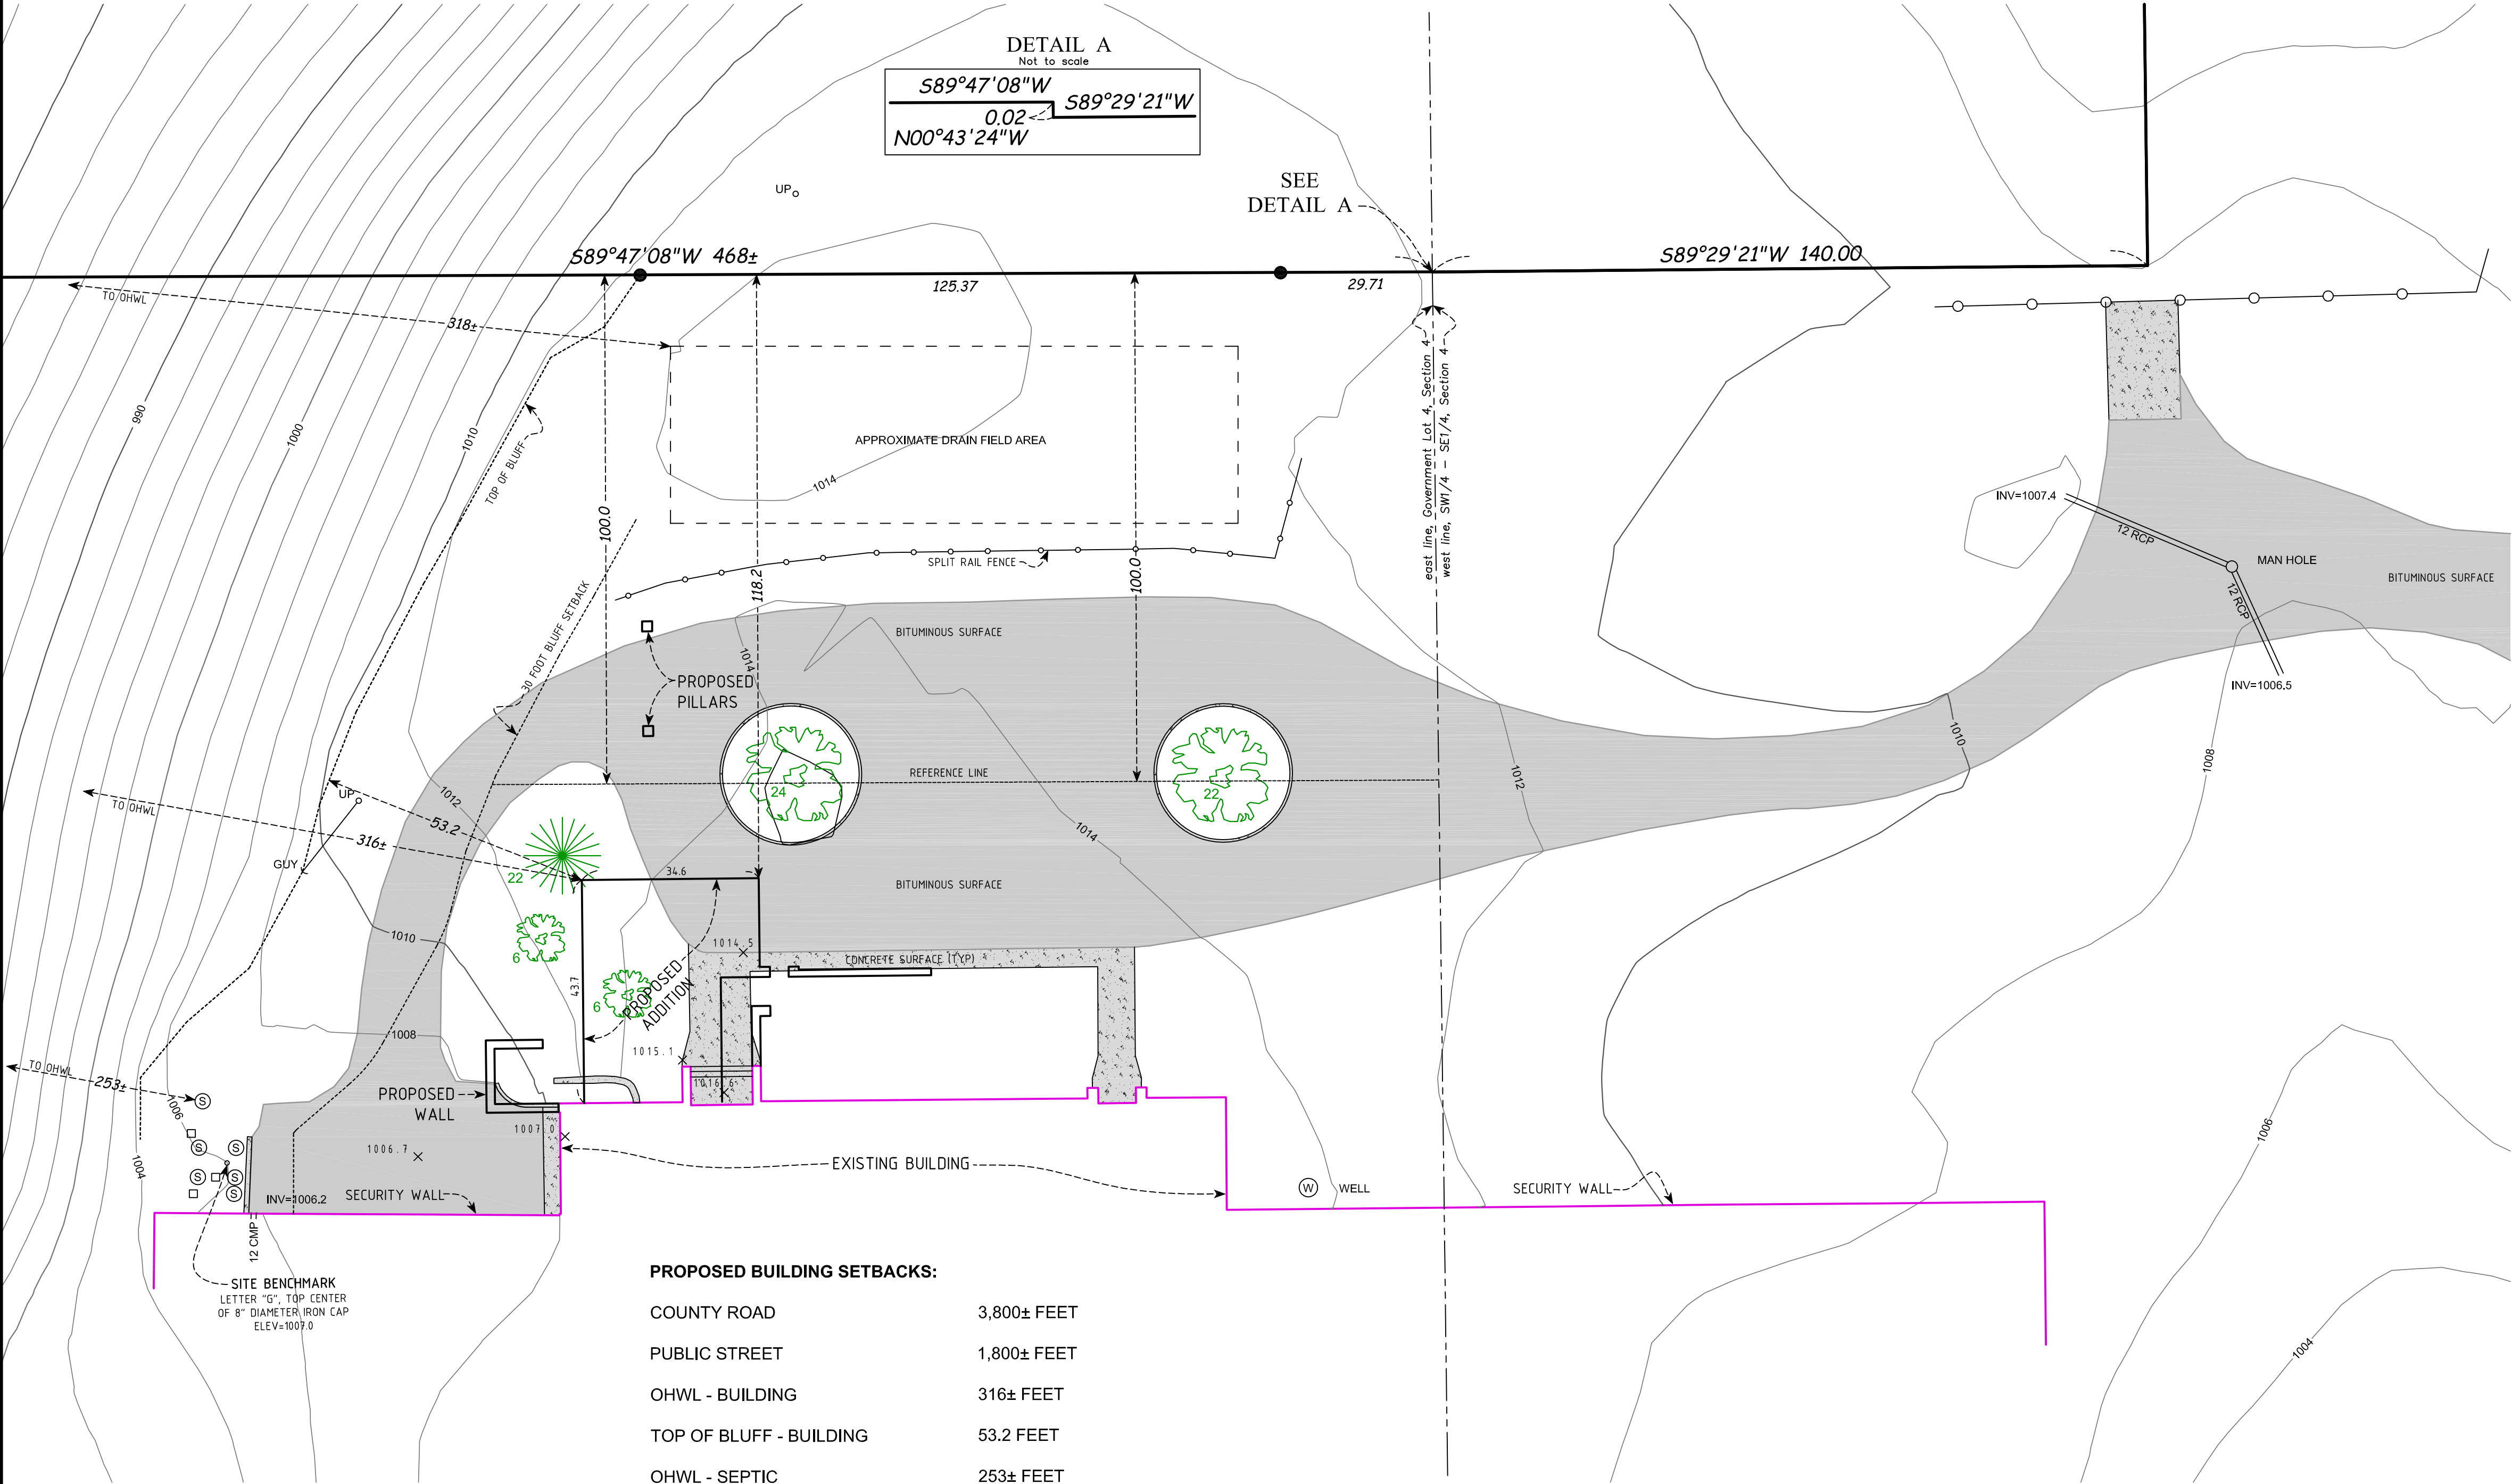 DETAIL A
Not to scale
S89°47'08"W
S89°29'21"W
0.02
N00°43'24"W
UP
SEE
DETAIL A
S89°47'08"W 468±
S89°29'21"W 140.00
125.37
29.71
TO OHWL
318±
990
1000
1010
TOP OF BLUFF
APPROXIMATE DRAIN FIELD AREA
1014
100.0
118.2
100.0
SPLIT RAIL FENCE
east line, Government Lot 4, Section 4
west line, SW1/4 - SE1/4, Section 4
INV=1007.4
12 RCP
MAN HOLE
12 RCP
BITUMINOUS SURFACE
INV=1006.5
30 FOOT BLUFF SETBACK
BITUMINOUS SURFACE
1014
PROPOSED
PILLARS
REFERENCE LINE
24
22
1010
1008
1012
1012
1014
UP
TO OHWL
53.2
316±
GUY
22
34.6
BITUMINOUS SURFACE
1010
6
1014.5
CONCRETE SURFACE (TYP)
43.7
6
PROPOSED
ADDITION
1008
1015.1
1016.6
TO OHWL
253±
S
PROPOSED
WALL
1006
1007.0
1006.7
S
S
S
S
S
1004
INV=1006.2
SECURITY WALL
EXISTING BUILDING
W
WELL
SECURITY WALL
1006
12 CMP
SITE BENCHMARK
LETTER "G", TOP CENTER
OF 8" DIAMETER IRON CAP
ELEV=1007.0
1004
PROPOSED BUILDING SETBACKS:
COUNTY ROAD 3,800± FEET
PUBLIC STREET 1,800± FEET
OHWL - BUILDING 316± FEET
TOP OF BLUFF - BUILDING 53.2 FEET
OHWL - SEPTIC 253± FEET